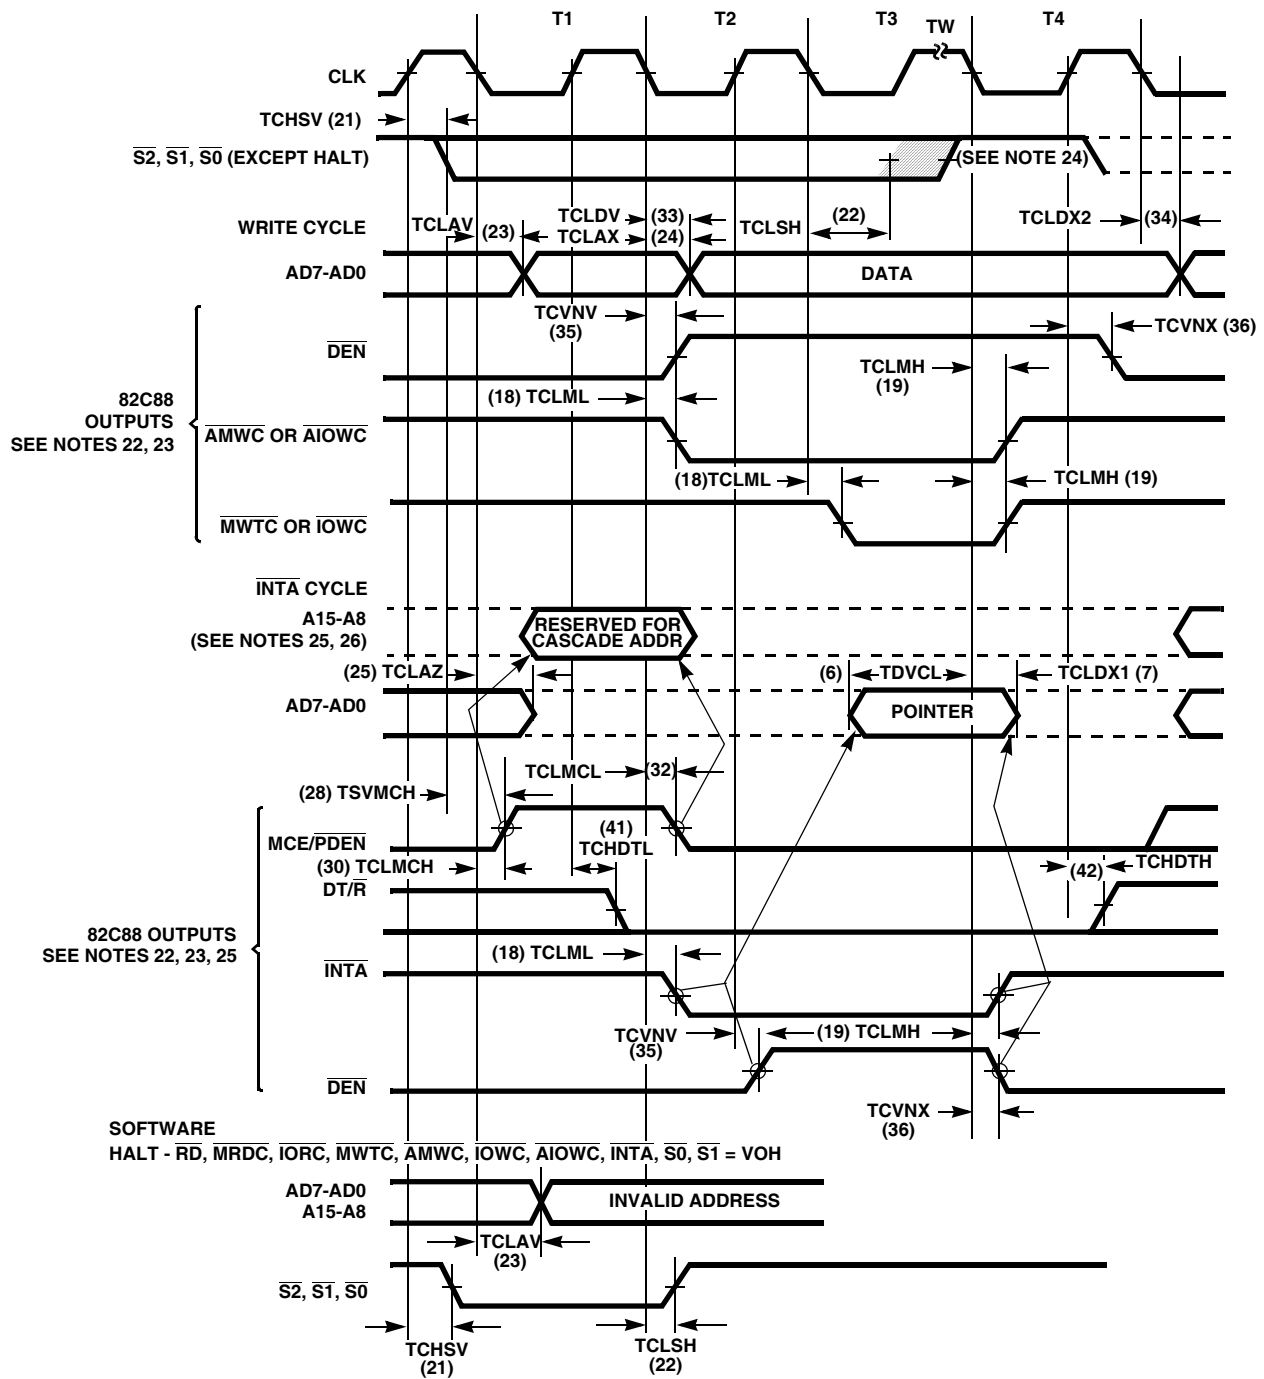 T1 T2 T3 TW T4
CLK
TCHSV (21)
S2, S1, S0 (EXCEPT HALT)
(SEE NOTE 24)
WRITE CYCLE
TCLAV (23)
TCLDV (33)
TCLAX (24)
TCLSH (22)
TCLDX2 (34)
AD7-AD0
DATA
TCVNV
(35)
TCVNX (36)
DEN
TCLMH
(19)
(18) TCLML
82C88
OUTPUTS
SEE NOTES 22, 23
AMWC OR AIOWC
(18)TCLML
TCLMH (19)
MWTC OR IOWC
INTA CYCLE
A15-A8
(SEE NOTES 25, 26)
RESERVED FOR
CASCADE ADDR
(25) TCLAZ
(6) TDVCL
TCLDX1 (7)
AD7-AD0
POINTER
TCLMCL (32)
(28) TSVMCH
MCE/PDEN
(41)
TCHDTL
(30) TCLMCH
(42) TCHDTH
DT/R
82C88 OUTPUTS
SEE NOTES 22, 23, 25
(18) TCLML
INTA
TCVNV
(35)
(19) TCLMH
DEN
TCVNX
(36)
SOFTWARE
HALT - RD, MRDC, IORC, MWTC, AMWC, IOWC, AIOWC, INTA, S0, S1 = VOH
AD7-AD0
A15-A8
INVALID ADDRESS
TCLAV
(23)
S2, S1, S0
TCHSV
(21)
TCLSH
(22)